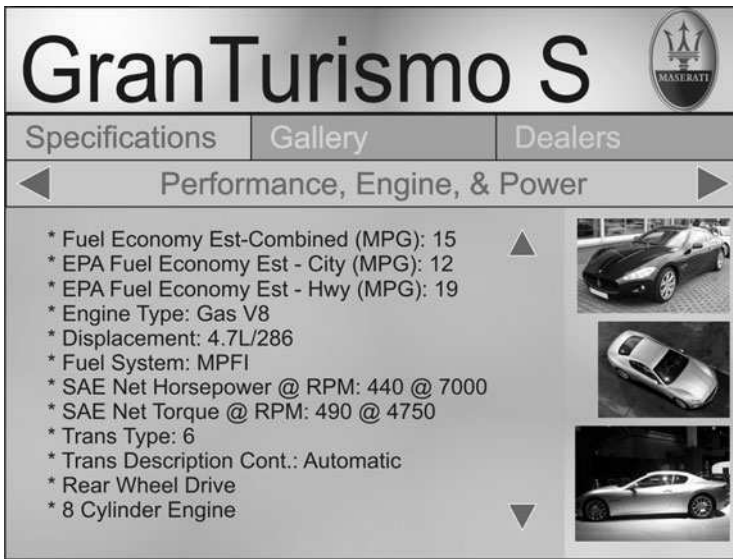 GranTurismo S
MASERATI
Specifications Gallery Dealers
Performance, Engine, & Power
* Fuel Economy Est-Combined (MPG): 15
* EPA Fuel Economy Est - City (MPG): 12
* EPA Fuel Economy Est - Hwy (MPG): 19
* Engine Type: Gas V8
* Displacement: 4.7L/286
* Fuel System: MPFI
* SAE Net Horsepower @ RPM: 440 @ 7000
* SAE Net Torque @ RPM: 490 @ 4750
* Trans Type: 6
* Trans Description Cont.: Automatic
* Rear Wheel Drive
* 8 Cylinder Engine